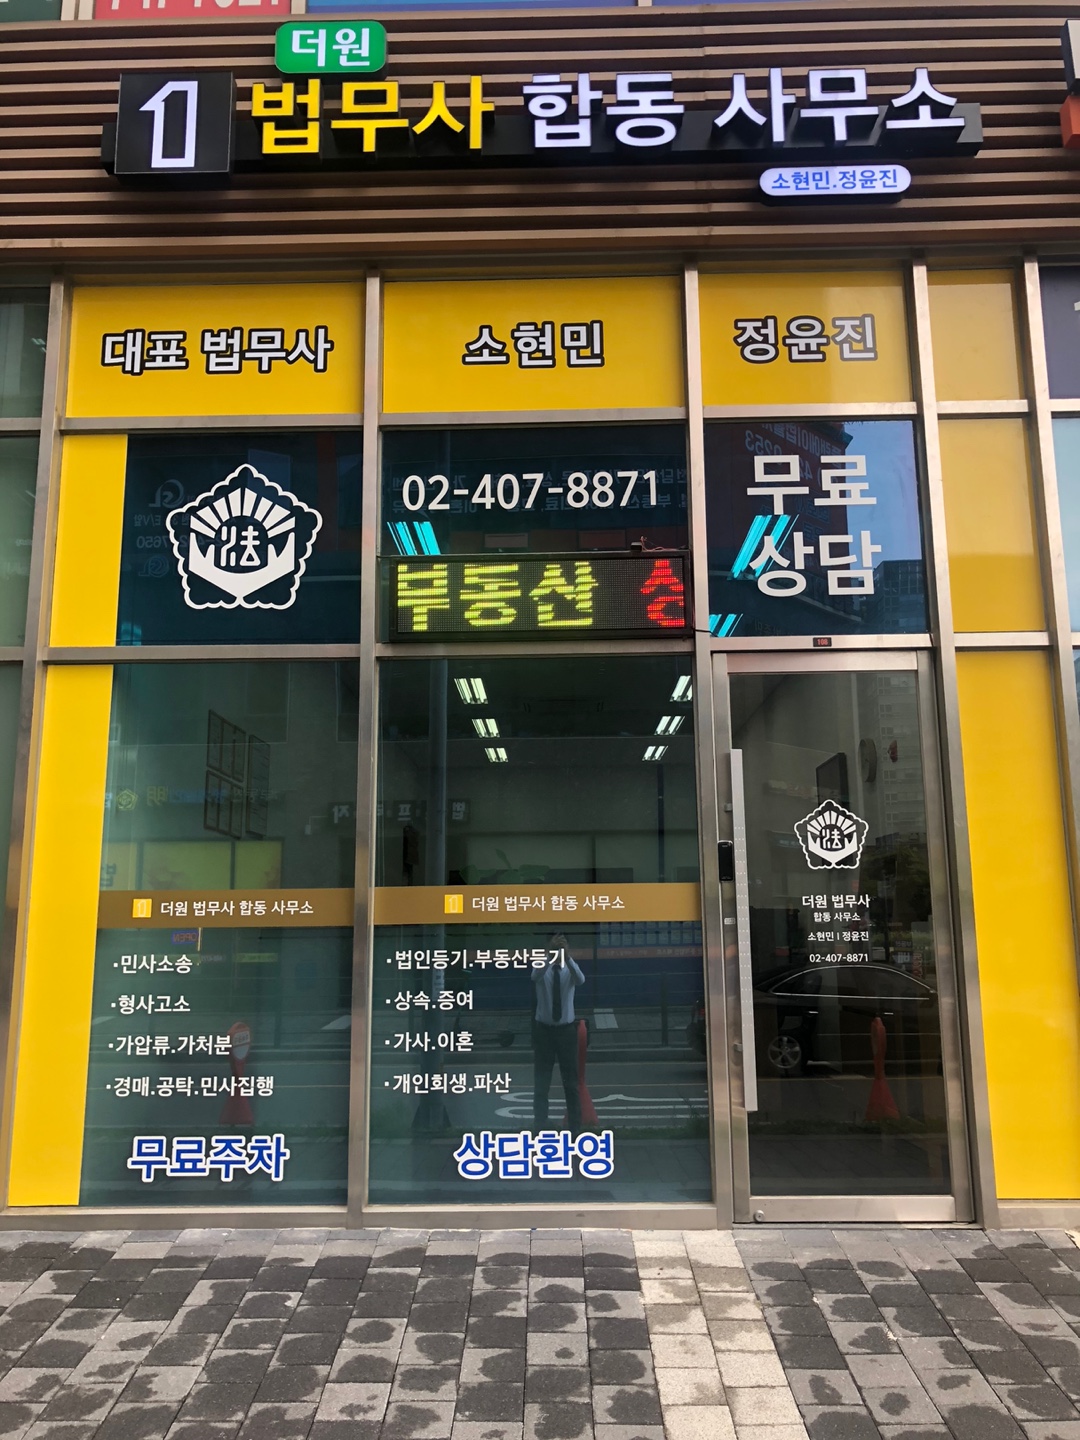 더원
법무사 합동 사무소
소현민.정윤진
대표 법무사
소현민
정윤진
法
02-407-8871
무료
상담
부동산
106
더원 법무사 합동 사무소
·민사소송
·형사고소
·가압류.가처분
·경매.공탁.민사집행
무료주차
더원 법무사 합동 사무소
·법인등기.부동산등기
·상속.증여
·가사.이혼
·개인회생.파산
상담환영
法
더원 법무사
합동 사무소
소현민 | 정윤진
02-407-8871